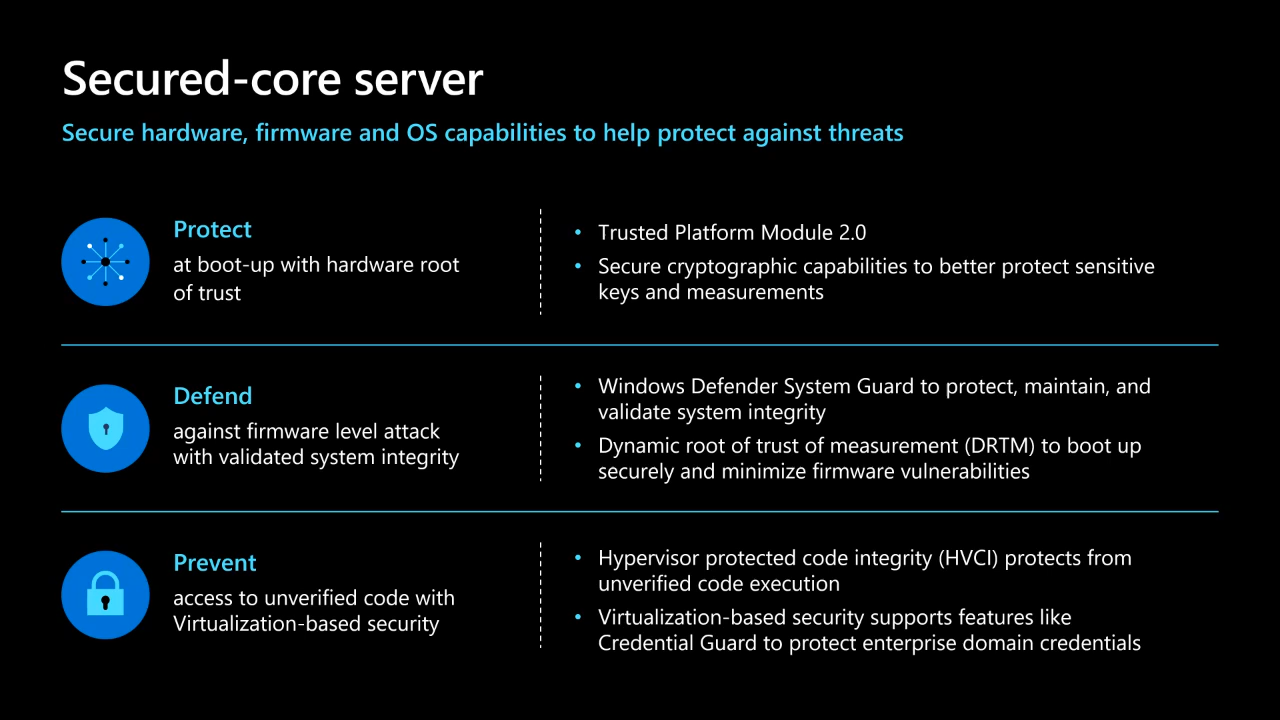 Secured-core server
Secure hardware, firmware and OS capabilities to help protect against threats
Protect
at boot-up with hardware root
of trust
• Trusted Platform Module 2.0
• Secure cryptographic capabilities to better protect sensitive
keys and measurements
Defend
against firmware level attack
with validated system integrity
• Windows Defender System Guard to protect, maintain, and
validate system integrity
• Dynamic root of trust of measurement (DRTM) to boot up
securely and minimize firmware vulnerabilities
Prevent
access to unverified code with
Virtualization-based security
• Hypervisor protected code integrity (HVCI) protects from
unverified code execution
• Virtualization-based security supports features like
Credential Guard to protect enterprise domain credentials